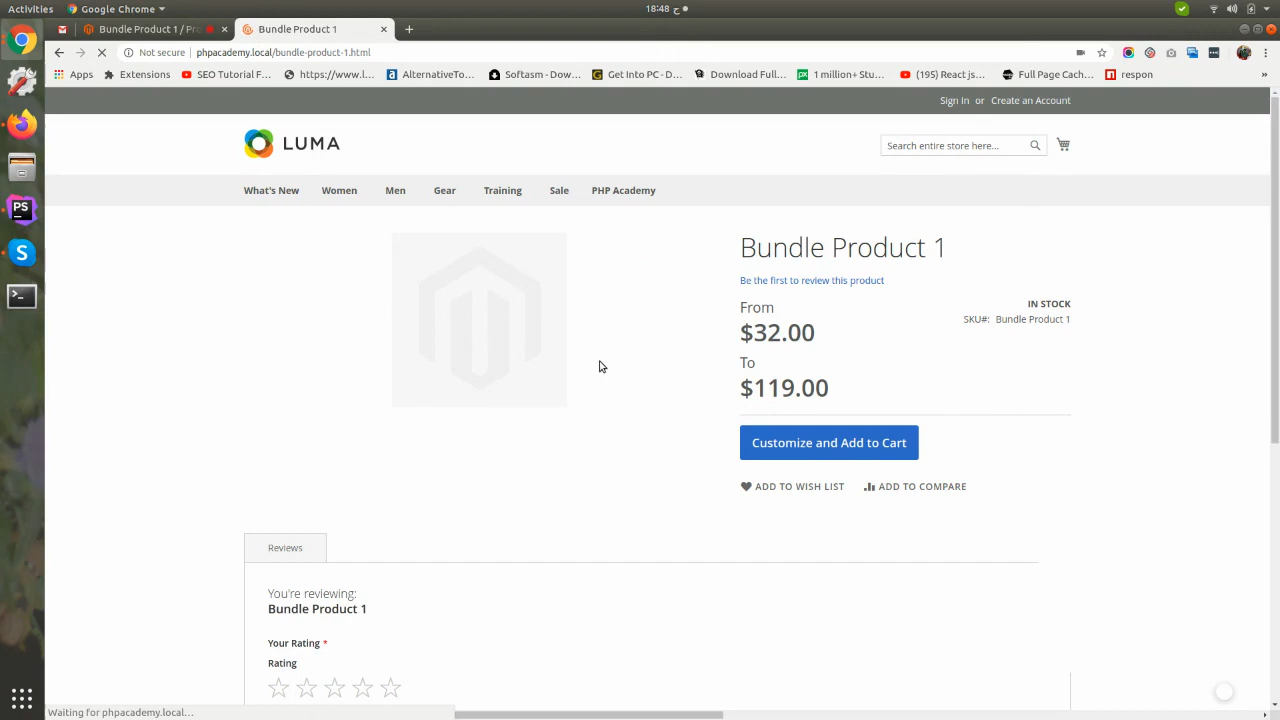 Activities
Google Chrome
18:48 ج
Bundle Product 1 / Pro
Bundle Product 1
Not secure
phpacademy.local/bundle-product-1.html
Apps
Extensions
SEO Tutorial F...
https://www.l...
AlternativeTo...
Softasm - Dow...
Get Into PC - D...
Download Full...
1 million+ Stu...
(195) React js...
Full Page Cach...
respon
»
Sign In or Create an Account
LUMA
Search entire store here...
What's New
Women
Men
Gear
Training
Sale
PHP Academy
Bundle Product 1
Be the first to review this product
From
IN STOCK
SKU#: Bundle Product 1
$32.00
To
$119.00
Customize and Add to Cart
ADD TO WISH LIST
ADD TO COMPARE
Reviews
You're reviewing:
Bundle Product 1
Your Rating *
Rating
Waiting for phpacademy.local...
PS
S
>_